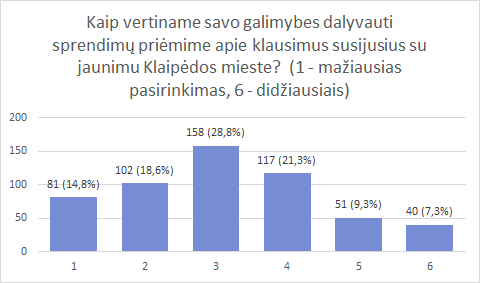 Kaip vertiname savo galimybes dalyvauti
sprendimų priėmime apie klausimus susijusius su
jaunimu Klaipėdos mieste?  (1 - mažiausias
pasirinkimas, 6 - didžiausiais)
200
150
100
50
0
81 (14,8%)
102 (18,6%)
158 (28,8%)
117 (21,3%)
51 (9,3%)
40 (7,3%)
1 2 3 4 5 6